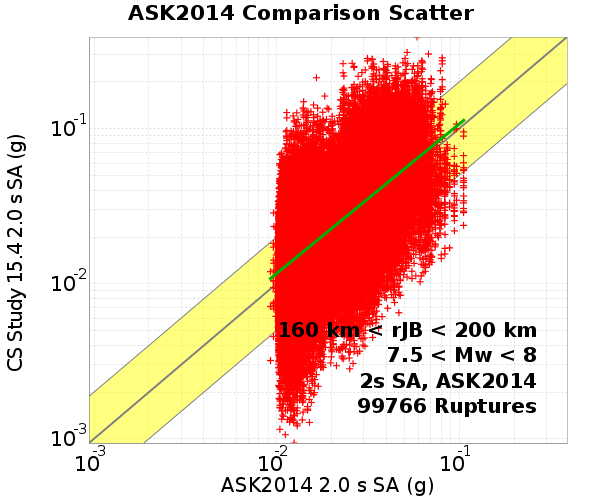 ASK2014 Comparison Scatter
CS Study 15.4 2.0 s SA (g)
10-1
10-2
10-3
160 km < rJB < 200 km
7.5 < Mw < 8
2s SA, ASK2014
99766 Ruptures
10-3 10-2 10-1
ASK2014 2.0 s SA (g)